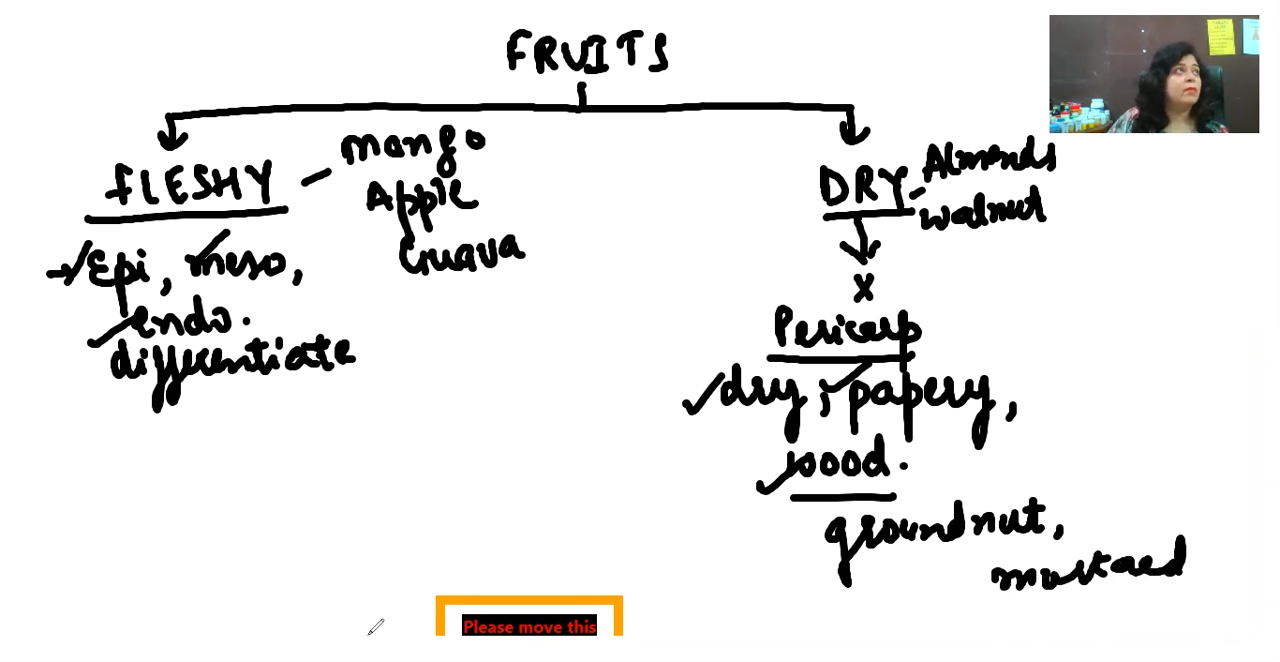 FRUITS
FLESHY - Mango
Apple
Guava
→ Epi, meso,
endo.
differentiate
DRY - Almonds
Walnut
x
Pericarp
dry, papery,
wood.
groundnut,
mustard
Please move this